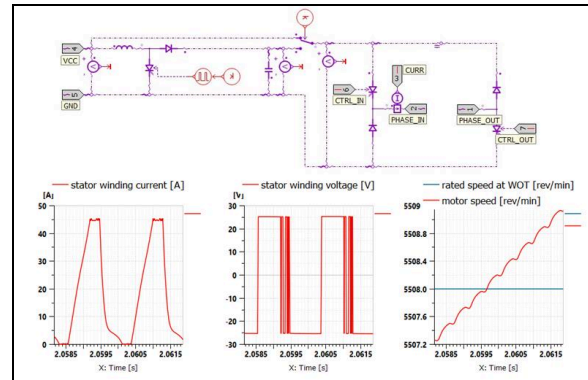 k
4
VCC
k
CURR
3
6
CTRL_IN
2
PHASE_IN
1
PHASE_OUT
7
CTRL_OUT
5
GND
stator winding current [A]
stator winding voltage [V]
rated speed at WOT [rev/min]
motor speed [rev/min]
[A]
50
40
30
20
10
0
2.0585 2.0595 2.0605 2.0615
X: Time [s]
[V]
30
20
10
0
-10
-20
-30
2.0585 2.0595 2.0605 2.0615
X: Time [s]
5509
5508.8
5508.4
5508.0
5507.6
5507.2
2.0585 2.0595 2.0605 2.0615
X: Time [s]